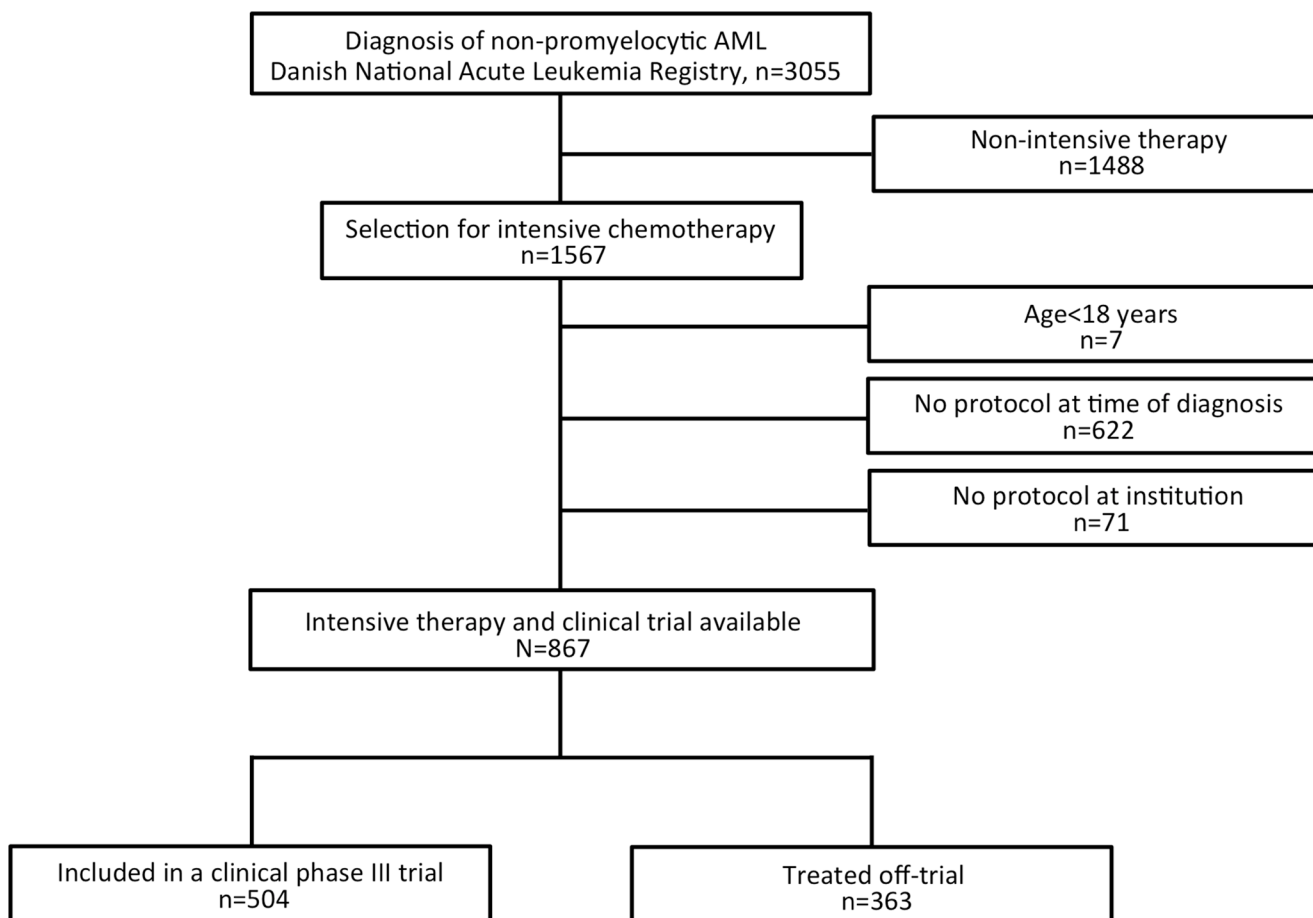 Diagnosis of non-promyelocytic AML
Danish National Acute Leukemia Registry, n=3055
Non-intensive therapy
n=1488
Selection for intensive chemotherapy
n=1567
Age<18 years
n=7
No protocol at time of diagnosis
n=622
No protocol at institution
n=71
Intensive therapy and clinical trial available
N=867
Included in a clinical phase III trial
n=504
Treated off-trial
n=363